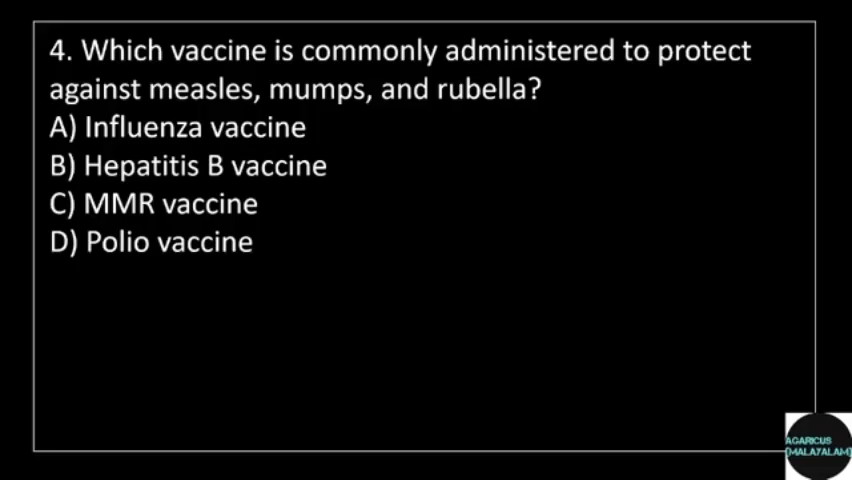 4. Which vaccine is commonly administered to protect
against measles, mumps, and rubella?
A) Influenza vaccine
B) Hepatitis B vaccine
C) MMR vaccine
D) Polio vaccine
AGARICUS
(MALAYALAM)